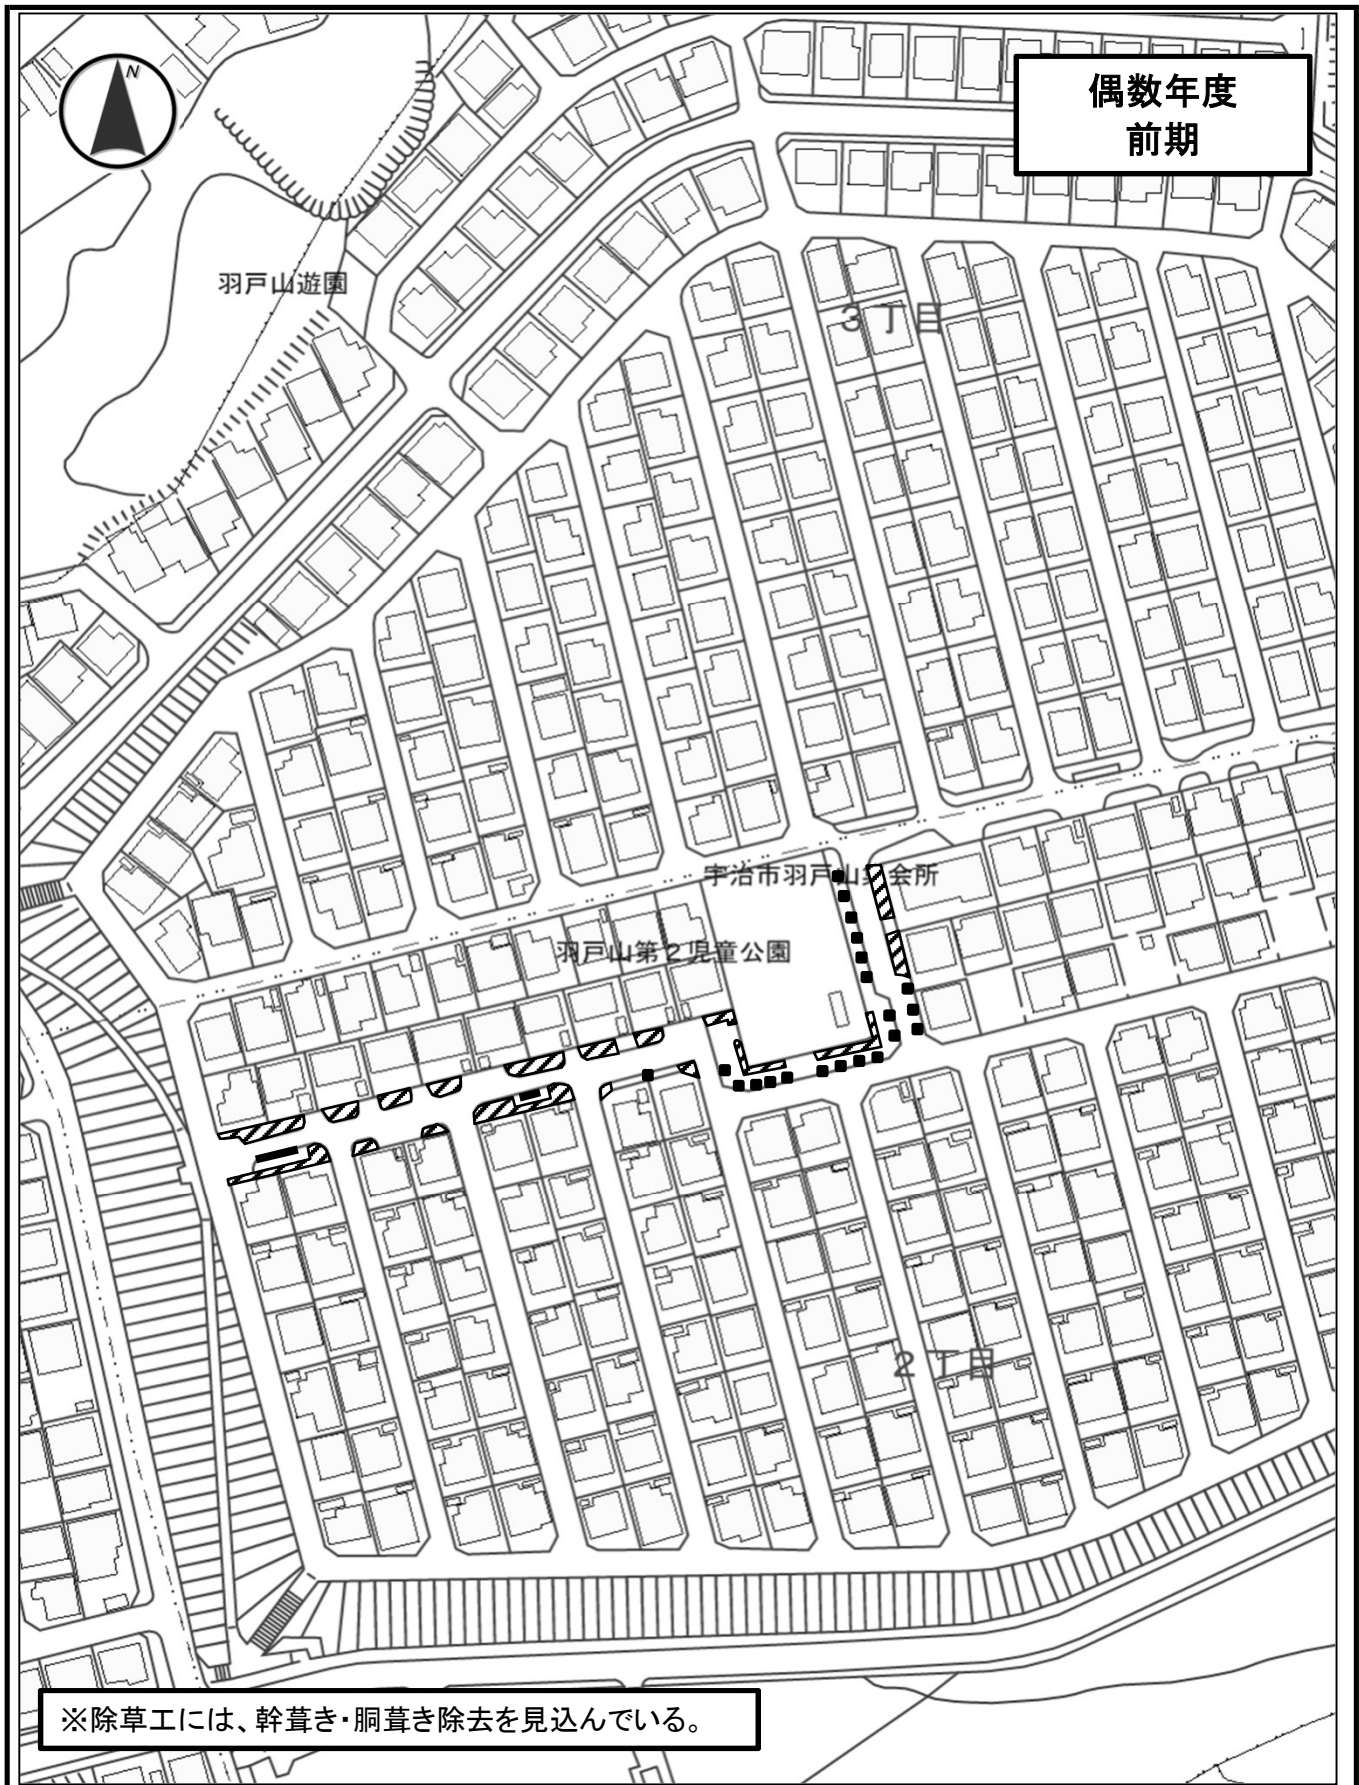 N
偶数年度
前期
羽戸山遊園
3丁目
宇治市羽戸山集会所
羽戸山第2児童公園
2丁目
※除草工には、幹葺き・胴葺き除去を見込んでいる。